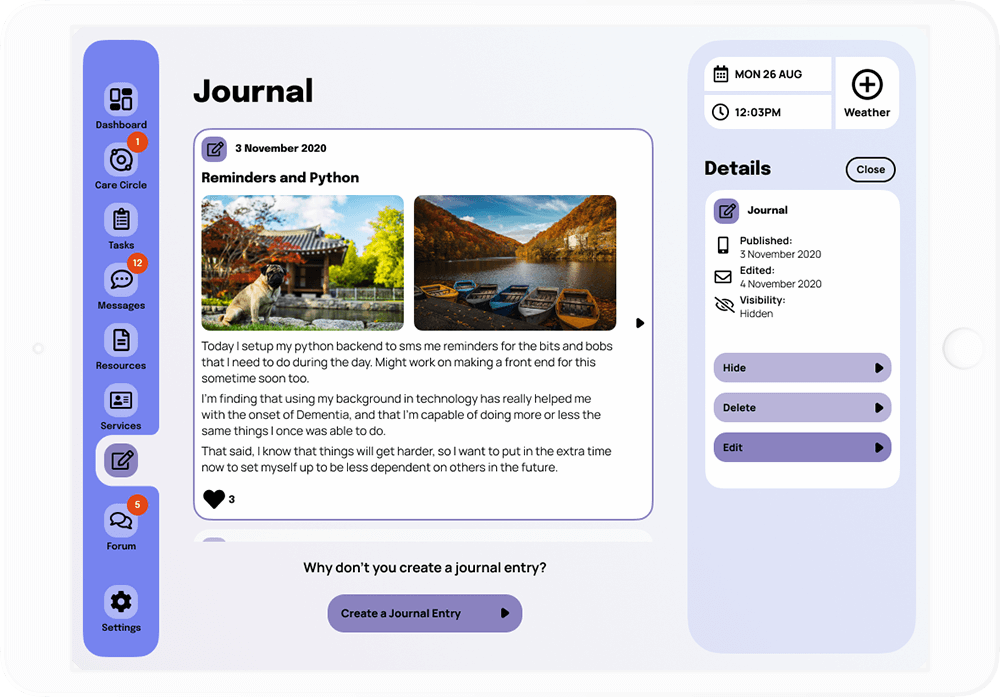 Dashboard
1
Care Circle
Tasks
12
Messages
Resources
Services
5
Forum
Settings
Journal
3 November 2020
Reminders and Python
Today I setup my python backend to sms me reminders for the bits and bobs
that I need to do during the day. Might work on making a front end for this
sometime soon too.
I'm finding that using my background in technology has really helped me
with the onset of Dementia, and that I'm capable of doing more or less the
same things I once was able to do.
That said, I know that things will get harder, so I want to put in the extra time
now to set myself up to be less dependent on others in the future.
3
Why don't you create a journal entry?
Create a Journal Entry
MON 26 AUG
12:03PM
Weather
Details
Close
Journal
Published:
3 November 2020
Edited:
4 November 2020
Visibility:
Hidden
Hide
Delete
Edit